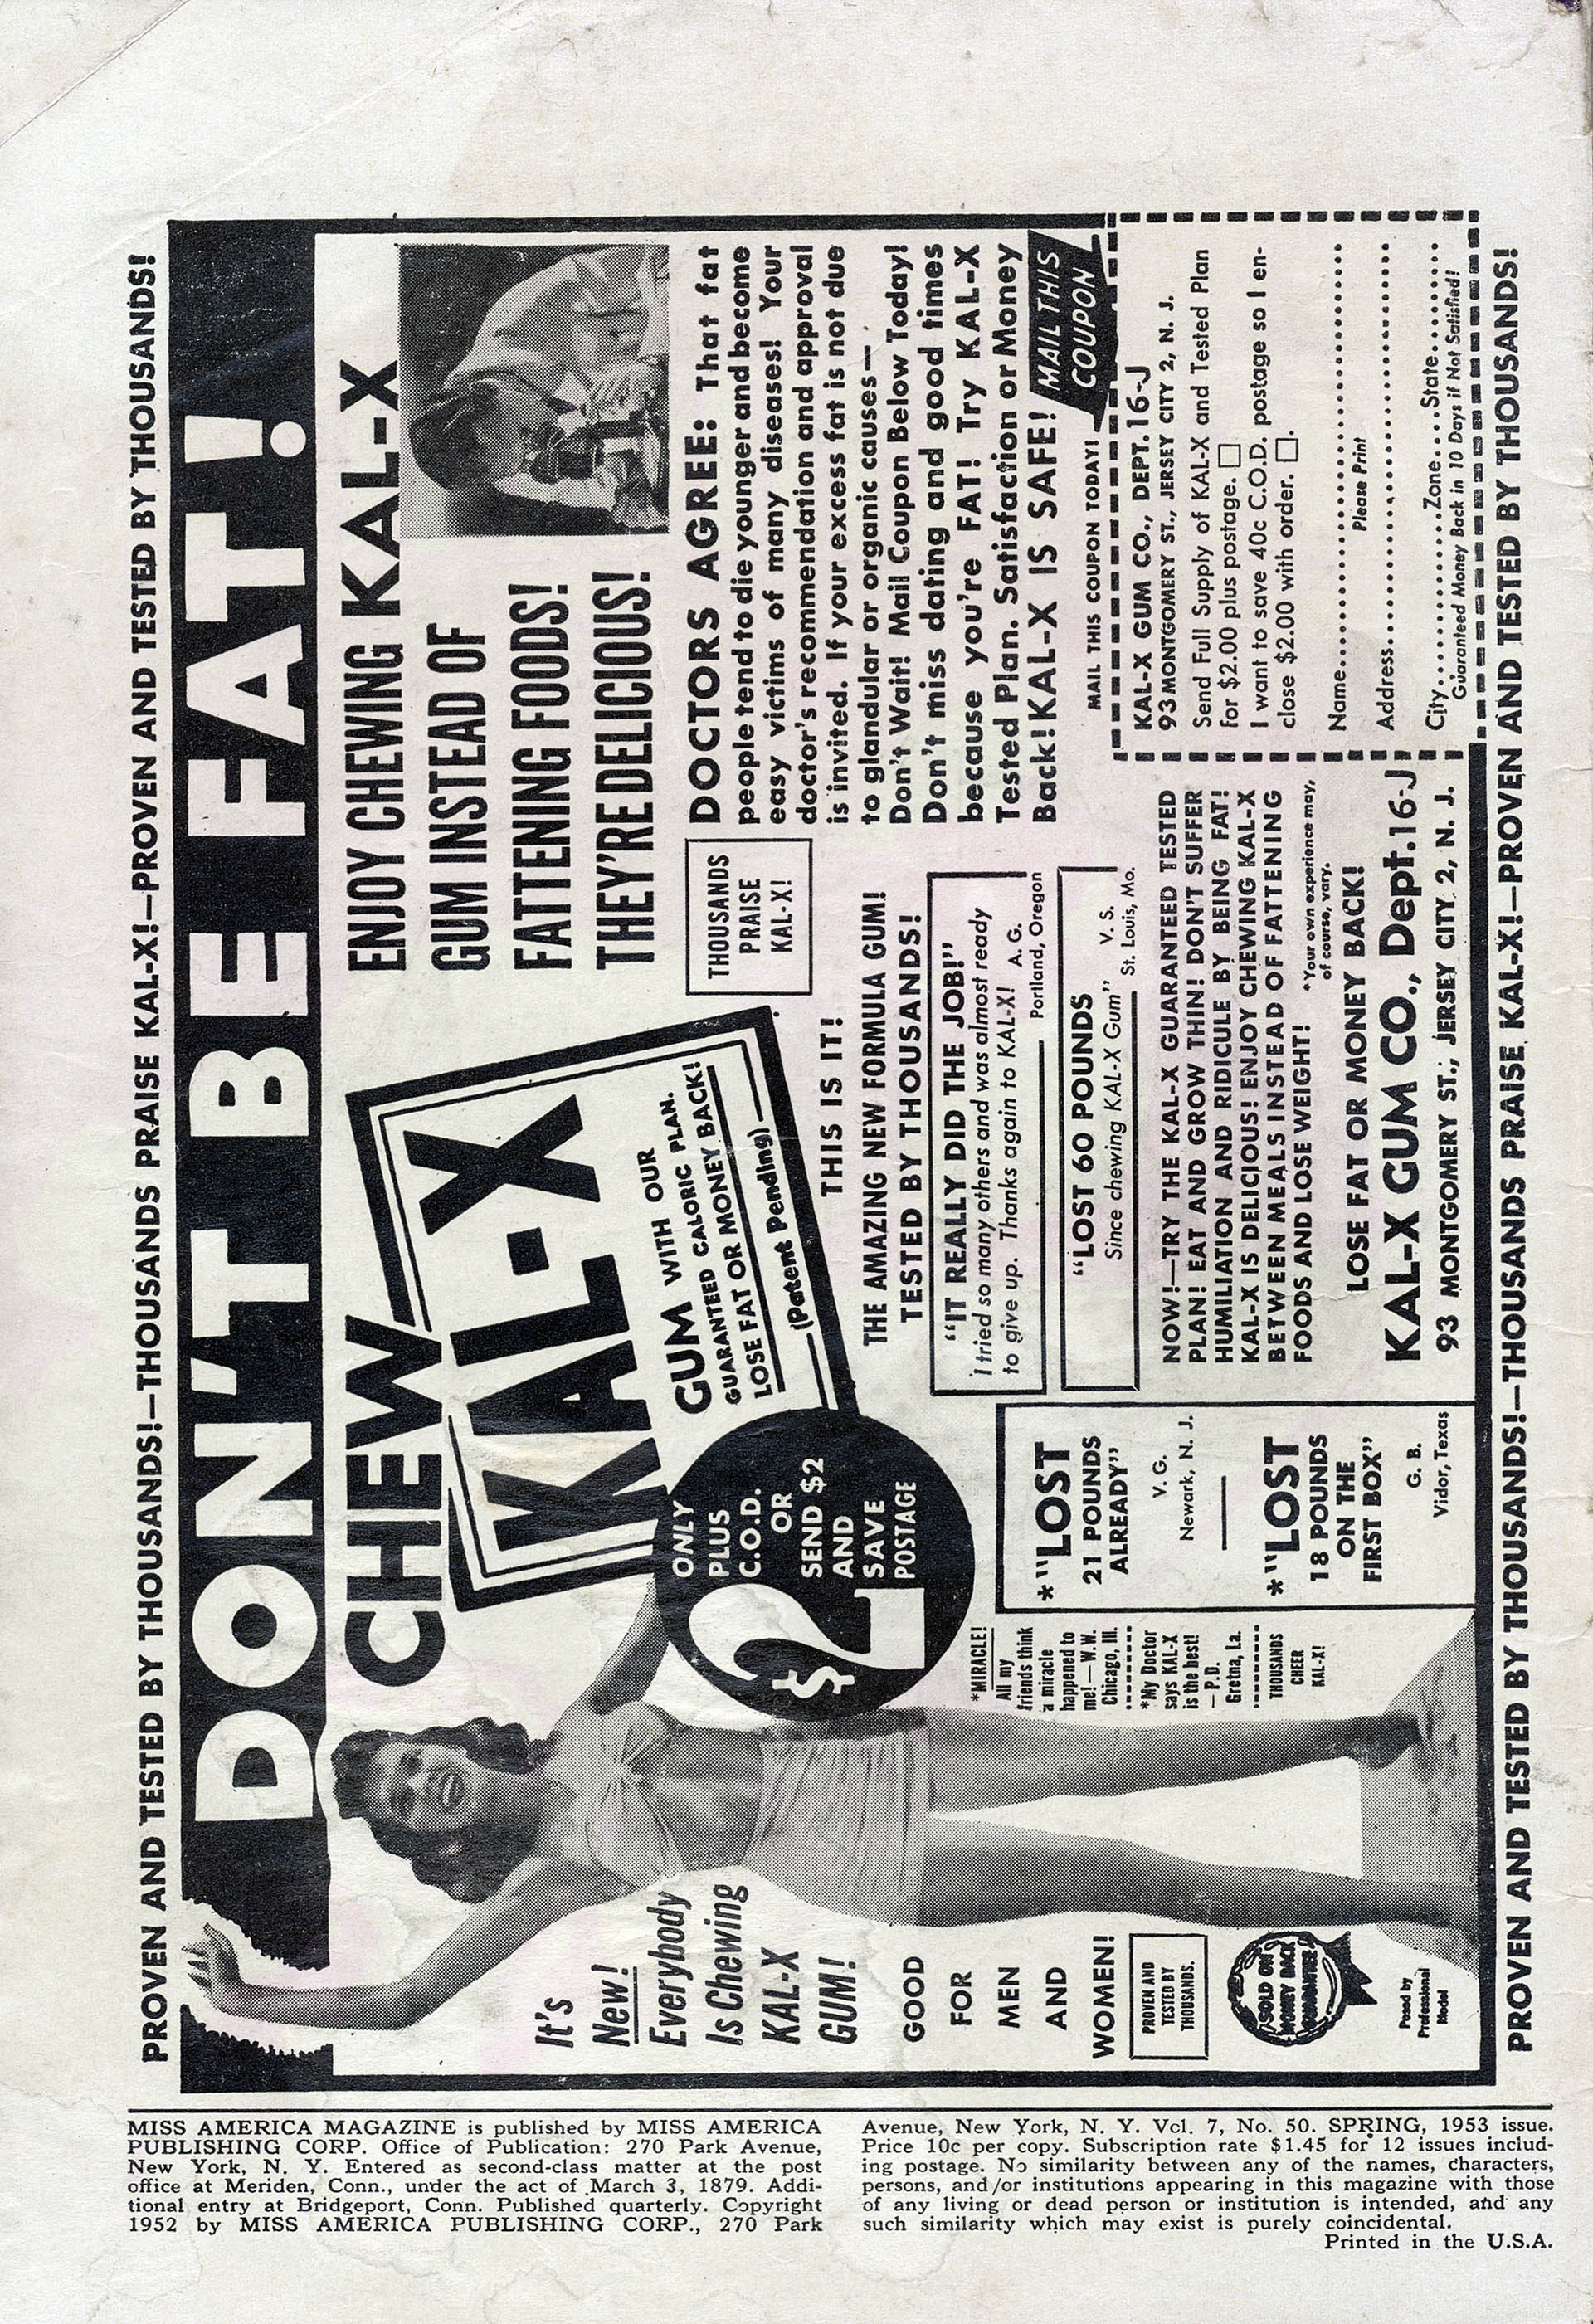 PROVEN AND TESTED BY THOUSANDS!—THOUSANDS PRAISE KAL-X!—PROVEN AND TESTED BY THOUSANDS!
DON'T BE FAT!
CHEW
KAL-X
GUM WITH OUR
GUARANTEED CALORIC PLAN.
LOSE FAT OR MONEY BACK!
(Patent Pending)
ENJOY CHEWING KAL-X
GUM INSTEAD OF
FATTENING FOODS!
THEY'RE DELICIOUS!
It's
New!
Everybody
Is Chewing
KAL-X
GUM!
GOOD
FOR
MEN
AND
WOMEN!
PROVEN AND
TESTED BY
THOUSANDS.
SOLD ON
MONEY BACK
GUARANTEE
Posed by
Professional
Model
$2
ONLY
PLUS
C.O.D.
OR
SEND $2
AND
SAVE
POSTAGE
*MIRACLE!
All my
friends think
a miracle
happened to
me!—W.W.
Chicago, Ill.
*My Doctor
says KAL-X
is the best!
—P.D.
Gretna, La.
THOUSANDS
CHEER
KAL-X!
*"LOST
21 POUNDS
ALREADY"
V. G.
Newark, N. J.
*"LOST
18 POUNDS
ON THE
FIRST BOX"
G. B.
Vidor, Texas
THIS IS IT!
THE AMAZING NEW FORMULA GUM!
TESTED BY THOUSANDS!
"IT REALLY DID THE JOB!"
I tried so many others and was almost ready
to give up. Thanks again to KAL-X! A. G.
Portland, Oregon
"LOST 60 POUNDS
Since chewing KAL-X Gum" V. S.
St. Louis, Mo.
NOW!—TRY THE KAL-X GUARANTEED TESTED
PLAN! EAT AND GROW THIN! DON'T SUFFER
HUMILIATION AND RIDICULE BY BEING FAT!
KAL-X IS DELICIOUS! ENJOY CHEWING KAL-X
BETWEEN MEALS INSTEAD OF FATTENING
FOODS AND LOSE WEIGHT!
*Your own experience may,
of course, vary.
LOSE FAT OR MONEY BACK!
KAL-X GUM CO., Dept. 16-J
93 MONTGOMERY ST., JERSEY CITY 2, N. J.
THOUSANDS
PRAISE
KAL-X!
DOCTORS AGREE: That fat
people tend to die younger and become
easy victims of many diseases! Your
doctor's recommendation and approval
is invited. If your excess fat is not due
to glandular or organic causes—
Don't Wait! Mail Coupon Below Today!
Don't miss dating and good times
because you're FAT! Try KAL-X
Tested Plan. Satisfaction or Money
Back! KAL-X IS SAFE!
MAIL THIS
COUPON
MAIL THIS COUPON TODAY!
KAL-X GUM CO., DEPT. 16-J
93 MONTGOMERY ST., JERSEY CITY 2, N. J.
Send Full Supply of KAL-X and Tested Plan
for $2.00 plus postage. □
I want to save 40c C.O.D. postage so I en-
close $2.00 with order. □.
Name..............................
Please Print
Address..............................
City............Zone....State..........
Guaranteed Money Back in 10 Days if Not Satisfied!
PROVEN AND TESTED BY THOUSANDS!—THOUSANDS PRAISE KAL-X!—PROVEN AND TESTED BY THOUSANDS!
MISS AMERICA MAGAZINE is published by MISS AMERICA
PUBLISHING CORP. Office of Publication: 270 Park Avenue,
New York, N. Y. Entered as second-class matter at the post
office at Meriden, Conn., under the act of March 3, 1879. Addi-
tional entry at Bridgeport, Conn. Published quarterly. Copyright
1952 by MISS AMERICA PUBLISHING CORP., 270 Park
Avenue, New York, N. Y. Vol. 7, No. 50. SPRING, 1953 issue.
Price 10c per copy. Subscription rate $1.45 for 12 issues includ-
ing postage. No similarity between any of the names, characters,
persons, and/or institutions appearing in this magazine with those
of any living or dead person or institution is intended, and any
such similarity which may exist is purely coincidental.
Printed in the U.S.A.